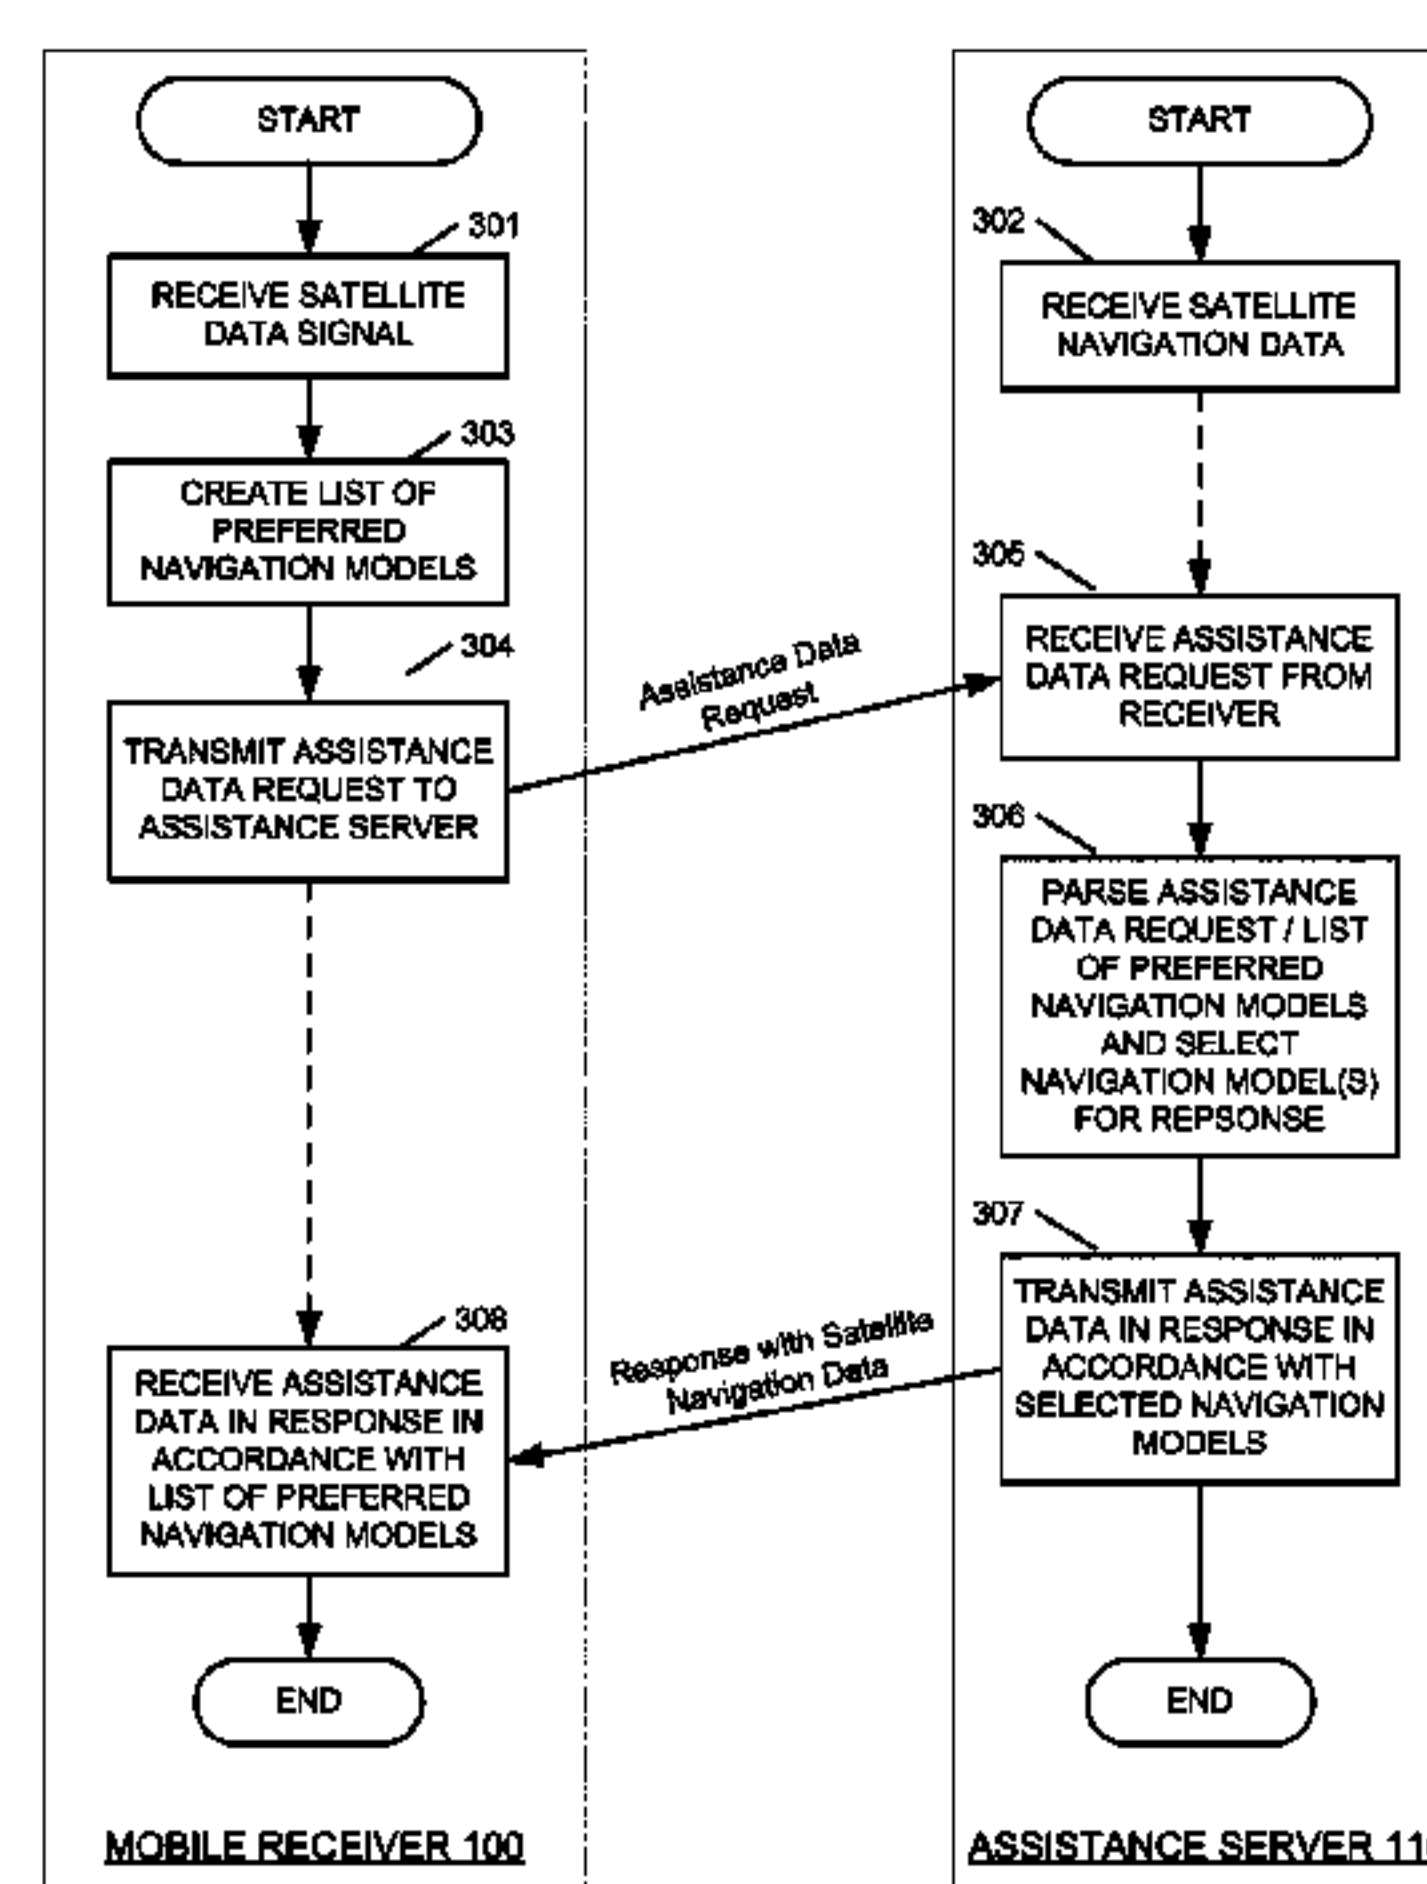 START
301
RECEIVE SATELLITE
DATA SIGNAL
303
CREATE LIST OF
PREFERRED
NAVIGATION MODELS
304
TRANSMIT ASSISTANCE
DATA REQUEST TO
ASSISTANCE SERVER
308
RECEIVE ASSISTANCE
DATA IN RESPONSE IN
ACCORDANCE WITH
LIST OF PREFERRED
NAVIGATION MODELS
END
MOBILE RECEIVER 100
Assistance Data
Request
Response with Satellite
Navigation Data
START
302
RECEIVE SATELLITE
NAVIGATION DATA
305
RECEIVE ASSISTANCE
DATA REQUEST FROM
RECEIVER
306
PARSE ASSISTANCE
DATA REQUEST / LIST
OF PREFERRED
NAVIGATION MODELS
AND SELECT
NAVIGATION MODEL(S)
FOR REPSONSE
307
TRANSMIT ASSISTANCE
DATA IN RESPONSE IN
ACCORDANCE WITH
SELECTED NAVIGATION
MODELS
END
ASSISTANCE SERVER